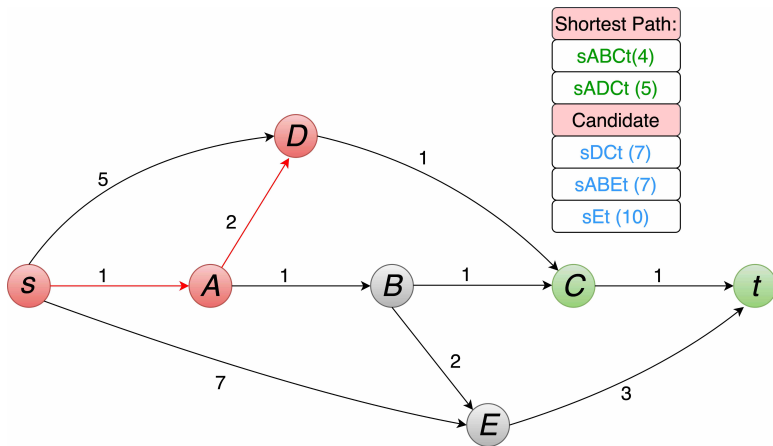 Shortest Path:
sABCt(4)
sADCt (5)
Candidate
sDCt (7)
sABEt (7)
sEt (10)
D
5
1
2
s
1
A
1
B
1
C
1
t
2
7
3
E